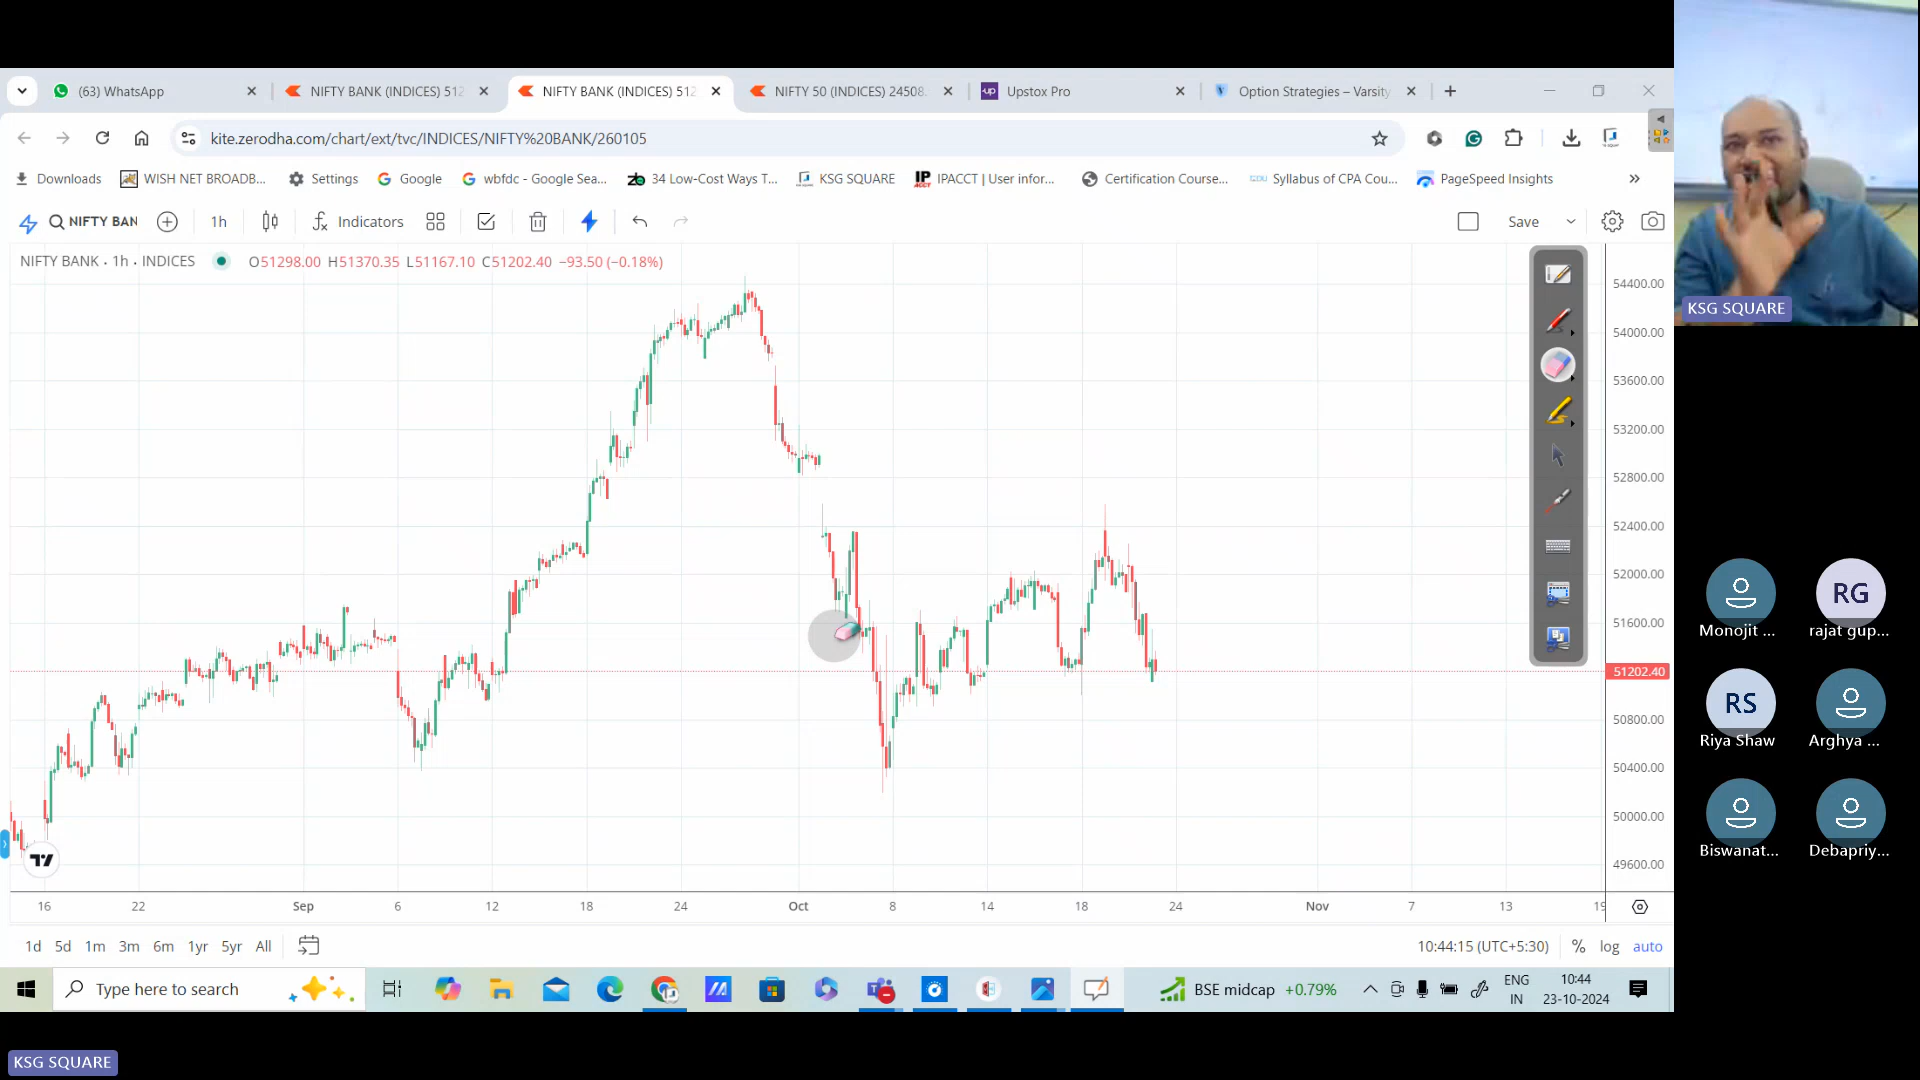 (63) WhatsApp
NIFTY BANK (INDICES) 512
NIFTY BANK (INDICES) 512
NIFTY 50 (INDICES) 24508.
up Upstox Pro
Option Strategies – Varsity
kite.zerodha.com/chart/ext/tvc/INDICES/NIFTY%20BANK/260105
Downloads
WISH NET BROADB...
Settings
Google
wbfdc - Google Sea...
34 Low-Cost Ways T...
KSG SQUARE
IPACCT | User infor...
Certification Course...
Syllabus of CPA Cou...
PageSpeed Insights
NIFTY BAN
1h
Indicators
Save
NIFTY BANK · 1h · INDICES O51298.00 H51370.35 L51167.10 C51202.40 −93.50 (−0.18%)
54400.00
54000.00
53600.00
53200.00
52800.00
52400.00
52000.00
51600.00
51202.40
50800.00
50400.00
50000.00
49600.00
16 22 Sep 6 12 18 24 Oct 8 14 18 24 Nov 7 13 19
1d 5d 1m 3m 6m 1yr 5yr All
10:44:15 (UTC+5:30) % log auto
Type here to search
BSE midcap +0.79%
ENG
IN
10:44
23-10-2024
KSG SQUARE
Monojit ...
RG
rajat gup...
RS
Riya Shaw
Arghya ...
Biswanat...
Debapriy...
KSG SQUARE